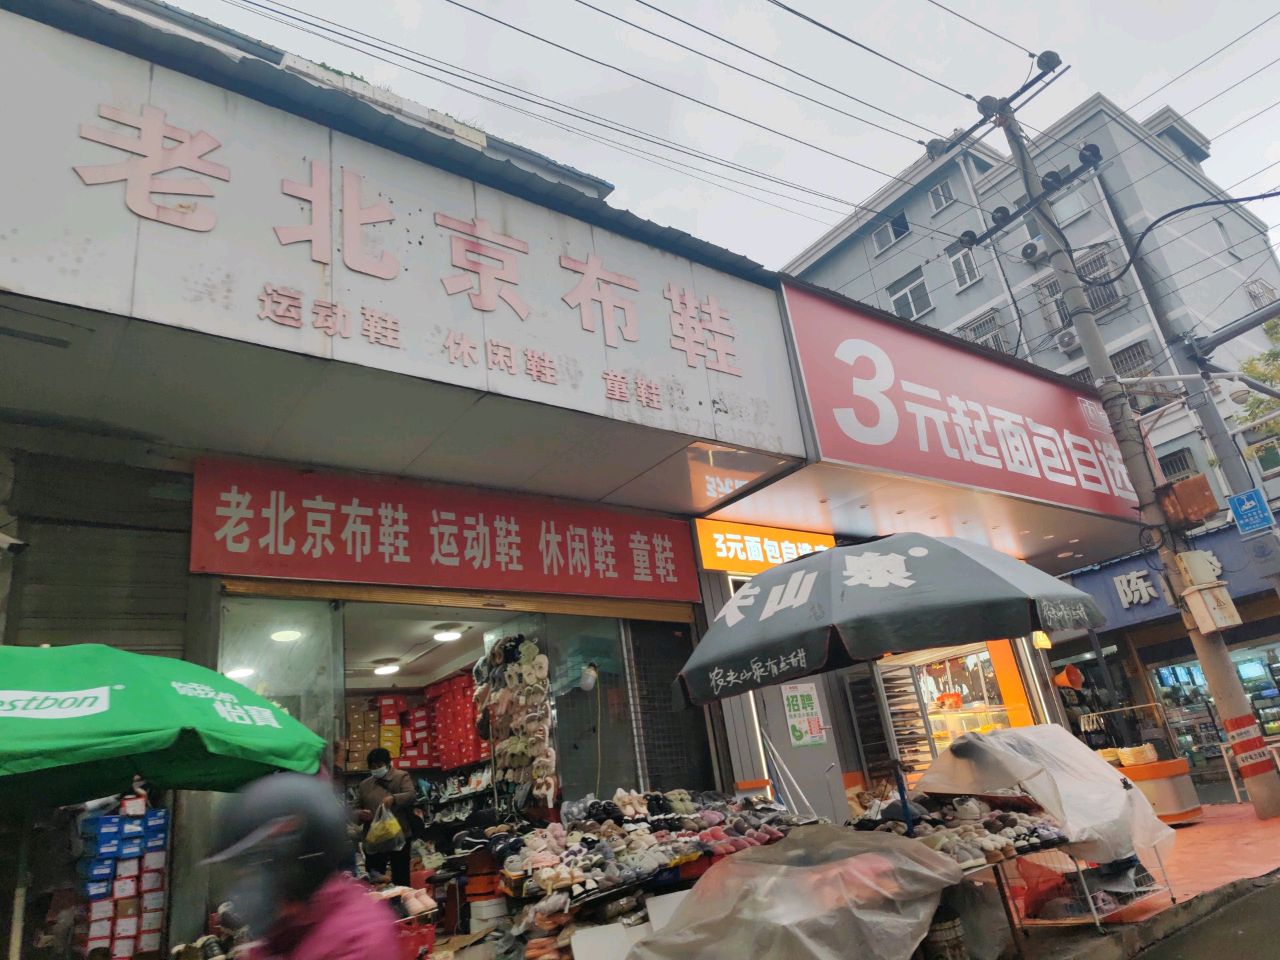 老北京布鞋
运动鞋 休闲鞋 童鞋
3元起面包自选
老北京布鞋 运动鞋 休闲鞋 童鞋
3元面包自选
夫山泉
农夫山泉有点甜
招聘
陈
estbon
怡寶